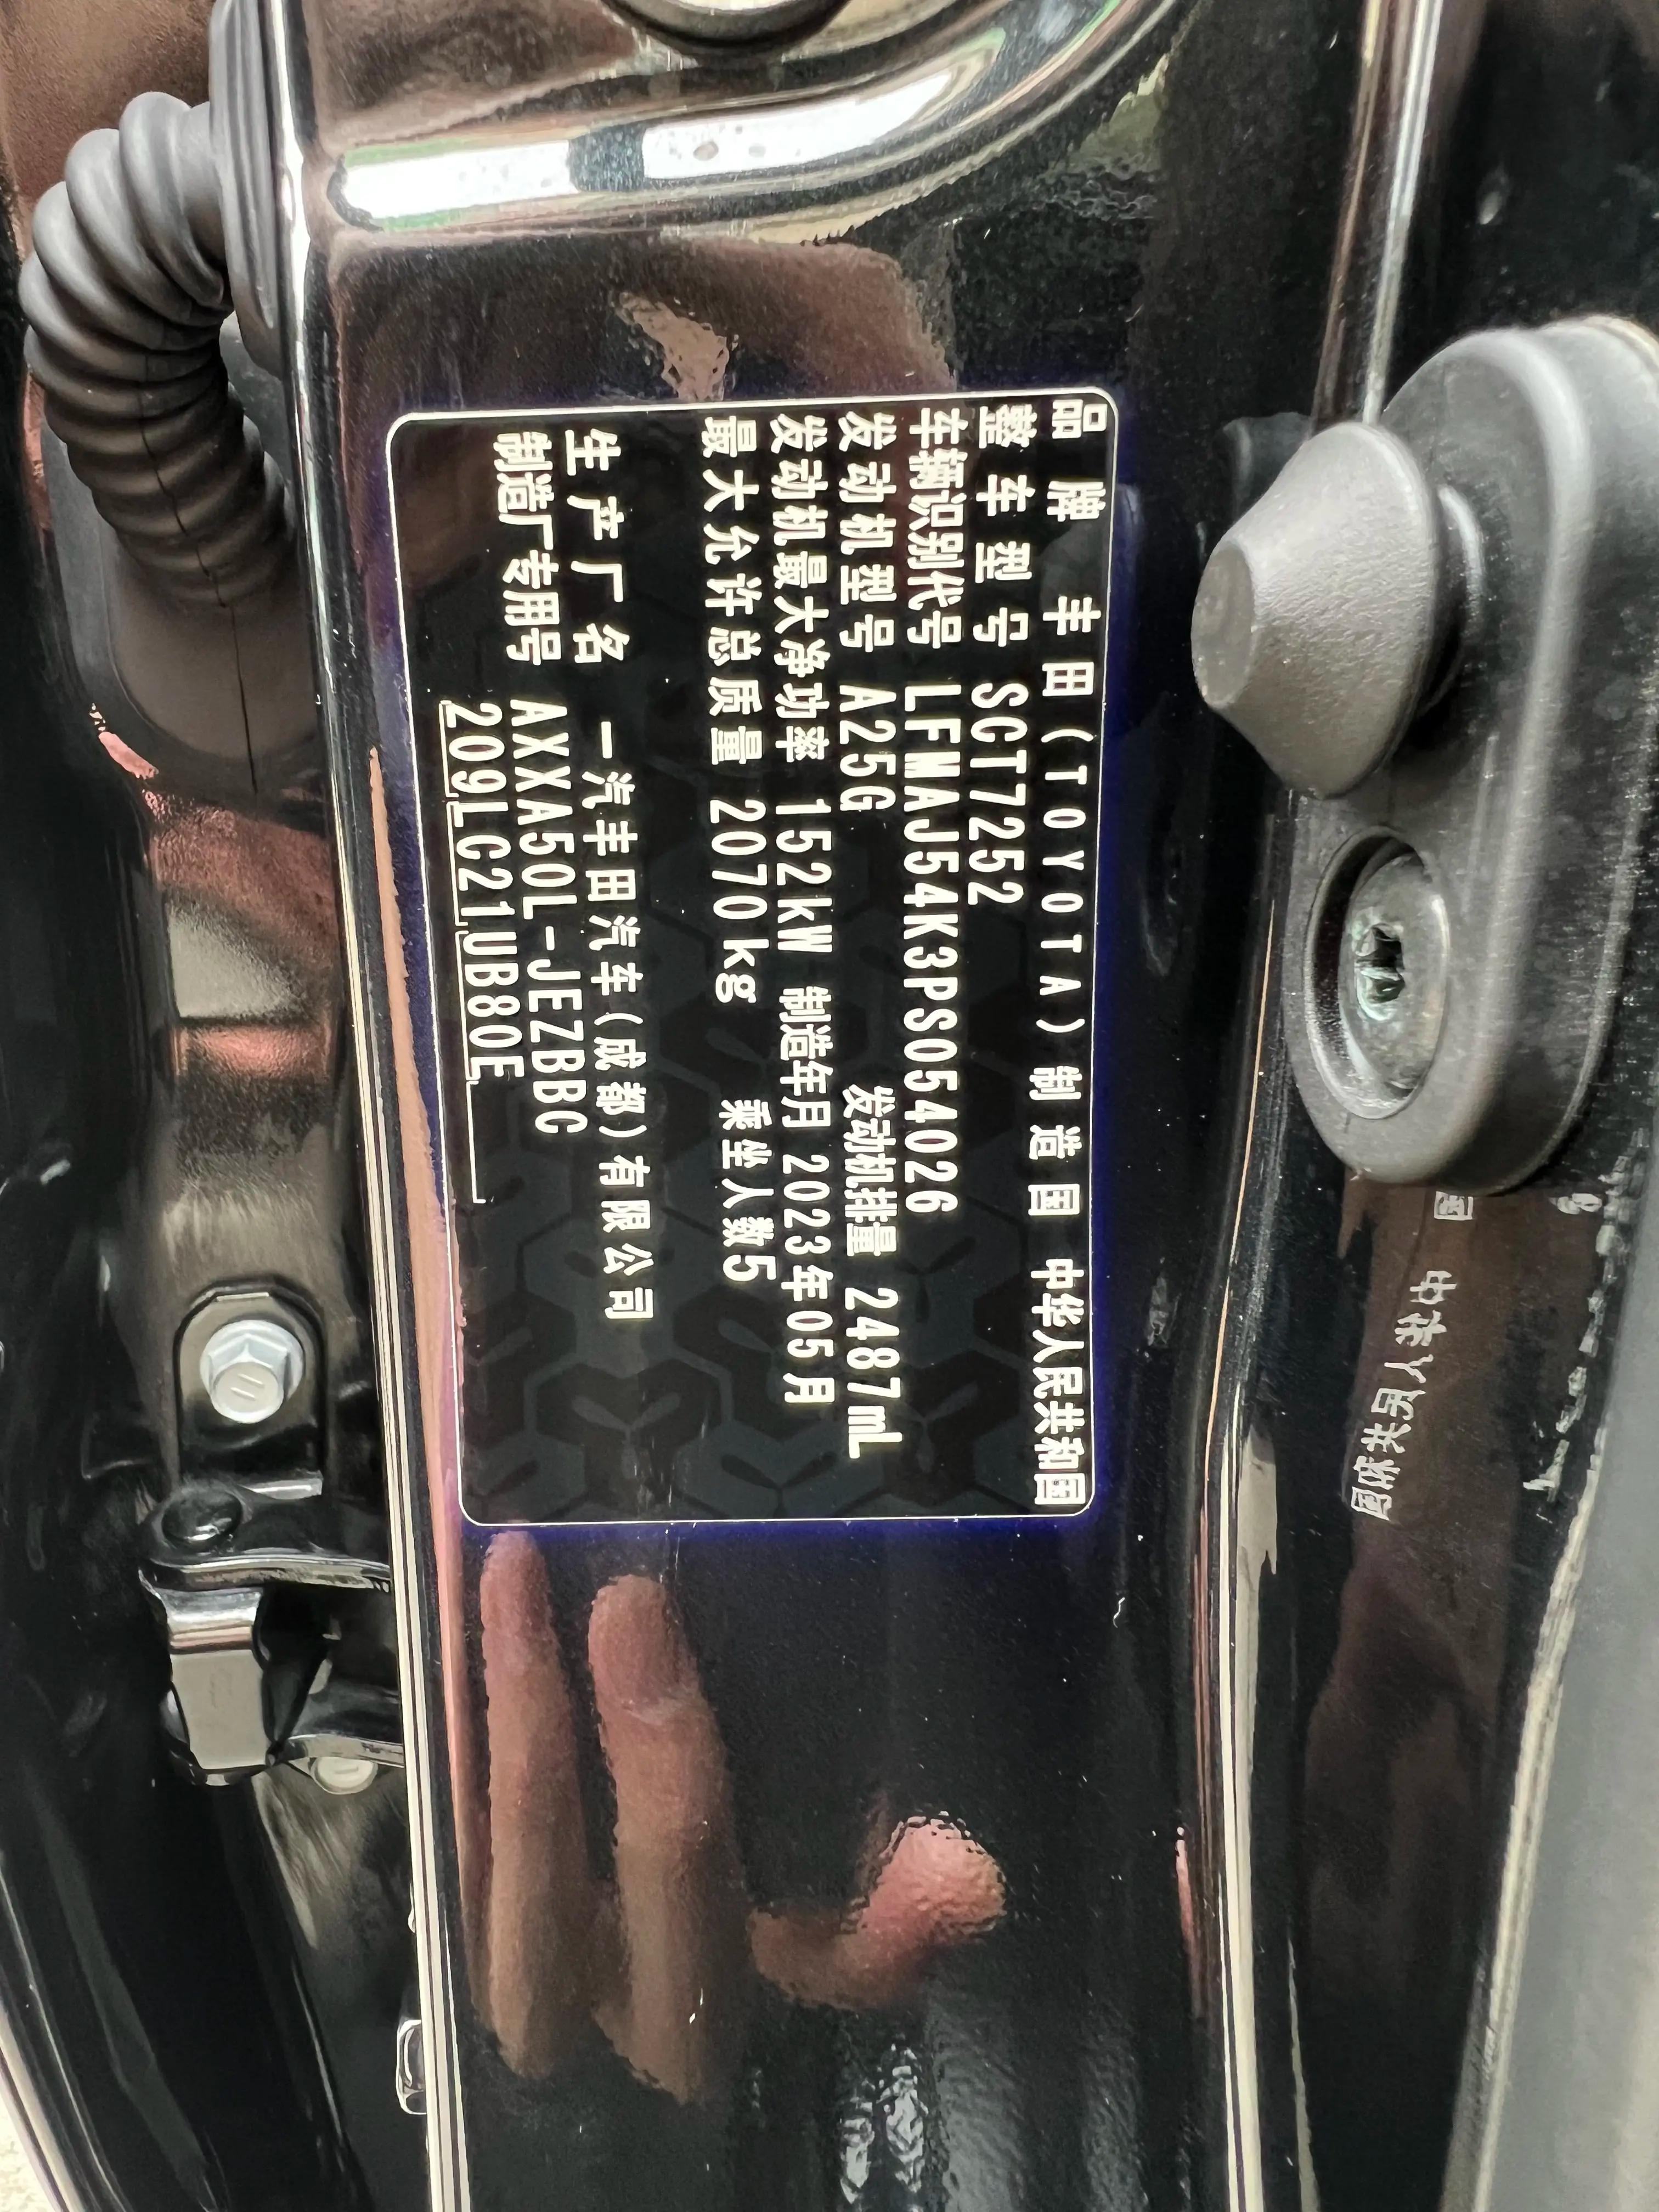 品牌 丰田(TOYOTA) 制造国 中华人民共和国
整车型号 SCT7252
车辆识别代号 LFMAJ54K3PS054026
发动机型号 A25G 发动机排量 2487mL
发动机最大净功率 152kW 制造年月 2023年05月
最大允许总质量 2070kg 乘坐人数5
生产厂名 一汽丰田汽车(成都)有限公司
制造厂专用号 AXXA50L-JEZBBC
209LC21UB80E